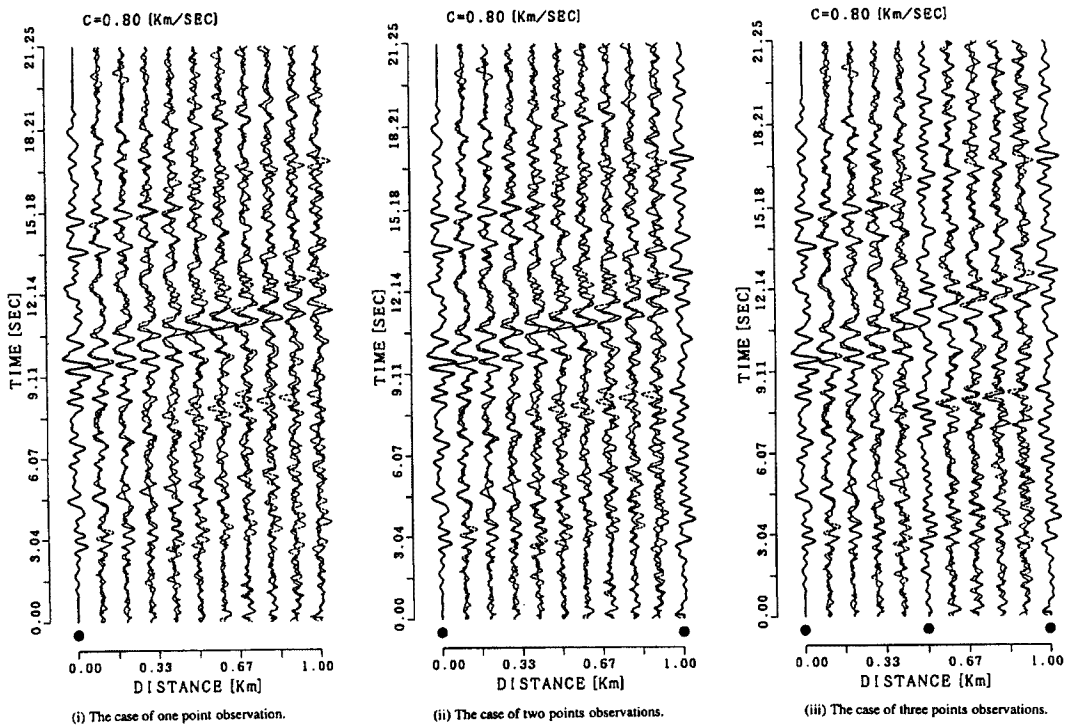 C=0.80 [Km/SEC]
21.25
18.21
15.18
12.14
9.11
6.07
3.04
0.00
TIME [SEC]
0.00 0.33 0.67 1.00
DISTANCE [Km]
(i) The case of one point observation.
C=0.80 [Km/SEC]
21.25
18.21
15.18
12.14
9.11
6.07
3.04
0.00
TIME [SEC]
0.00 0.33 0.67 1.00
DISTANCE [Km]
(ii) The case of two points observations.
C=0.80 [Km/SEC]
21.25
18.21
15.18
12.14
9.11
6.07
3.04
0.00
TIME [SEC]
0.00 0.33 0.67 1.00
DISTANCE [Km]
(iii) The case of three points observations.